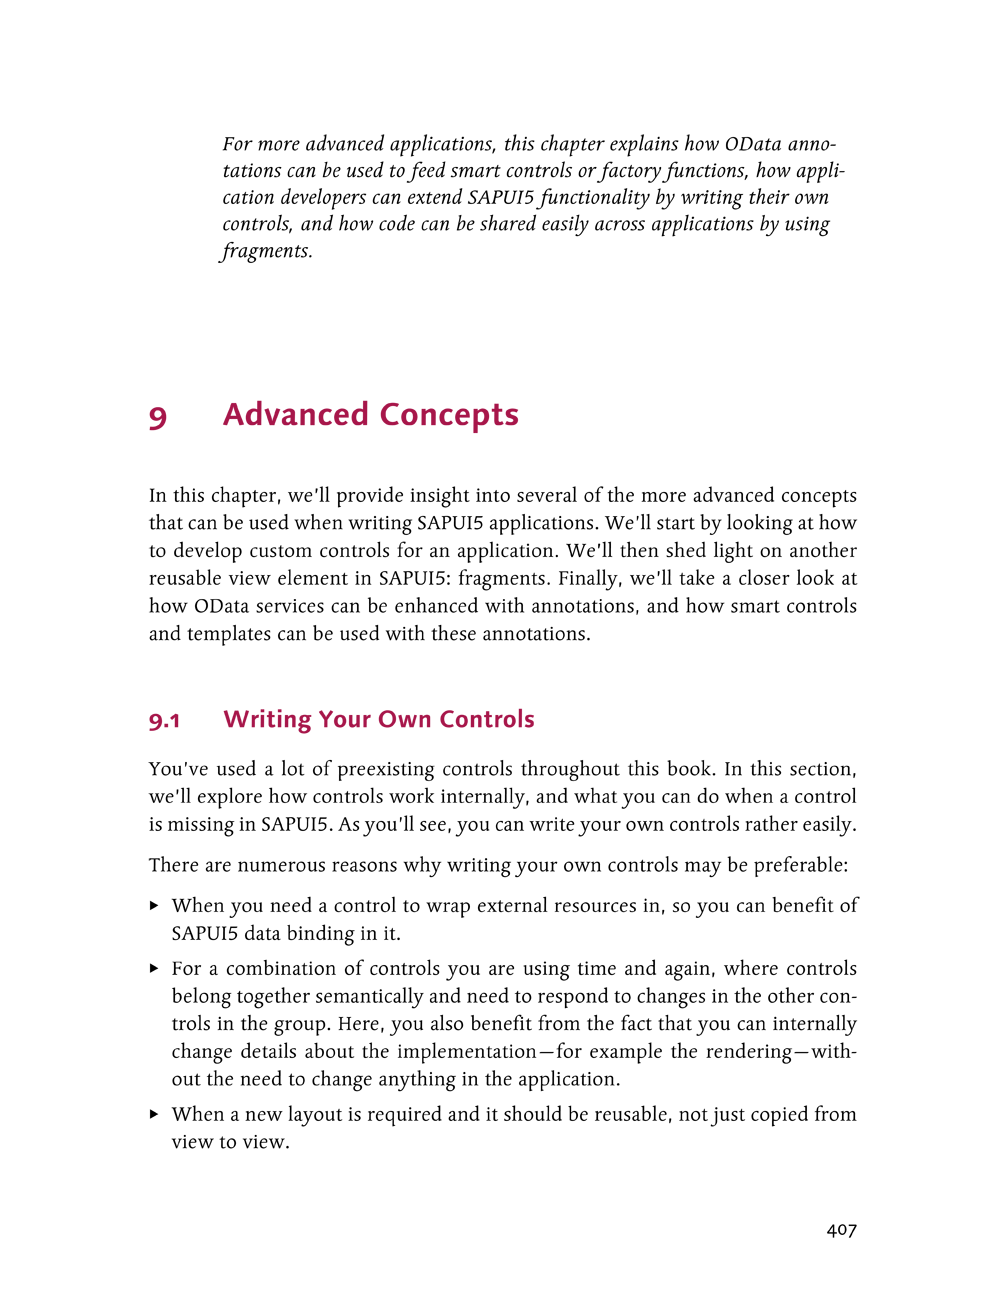 For more advanced applications, this chapter explains how OData anno-
tations can be used to feed smart controls or factory functions, how appli-
cation developers can extend SAPUI5 functionality by writing their own
controls, and how code can be shared easily across applications by using
fragments.
9 Advanced Concepts
In this chapter, we'll provide insight into several of the more advanced concepts
that can be used when writing SAPUI5 applications. We'll start by looking at how
to develop custom controls for an application. We'll then shed light on another
reusable view element in SAPUI5: fragments. Finally, we'll take a closer look at
how OData services can be enhanced with annotations, and how smart controls
and templates can be used with these annotations.
9.1 Writing Your Own Controls
You've used a lot of preexisting controls throughout this book. In this section,
we'll explore how controls work internally, and what you can do when a control
is missing in SAPUI5. As you'll see, you can write your own controls rather easily.
There are numerous reasons why writing your own controls may be preferable:
▸ When you need a control to wrap external resources in, so you can benefit of
SAPUI5 data binding in it.
▸ For a combination of controls you are using time and again, where controls
belong together semantically and need to respond to changes in the other con-
trols in the group. Here, you also benefit from the fact that you can internally
change details about the implementation—for example the rendering—with-
out the need to change anything in the application.
▸ When a new layout is required and it should be reusable, not just copied from
view to view.
407